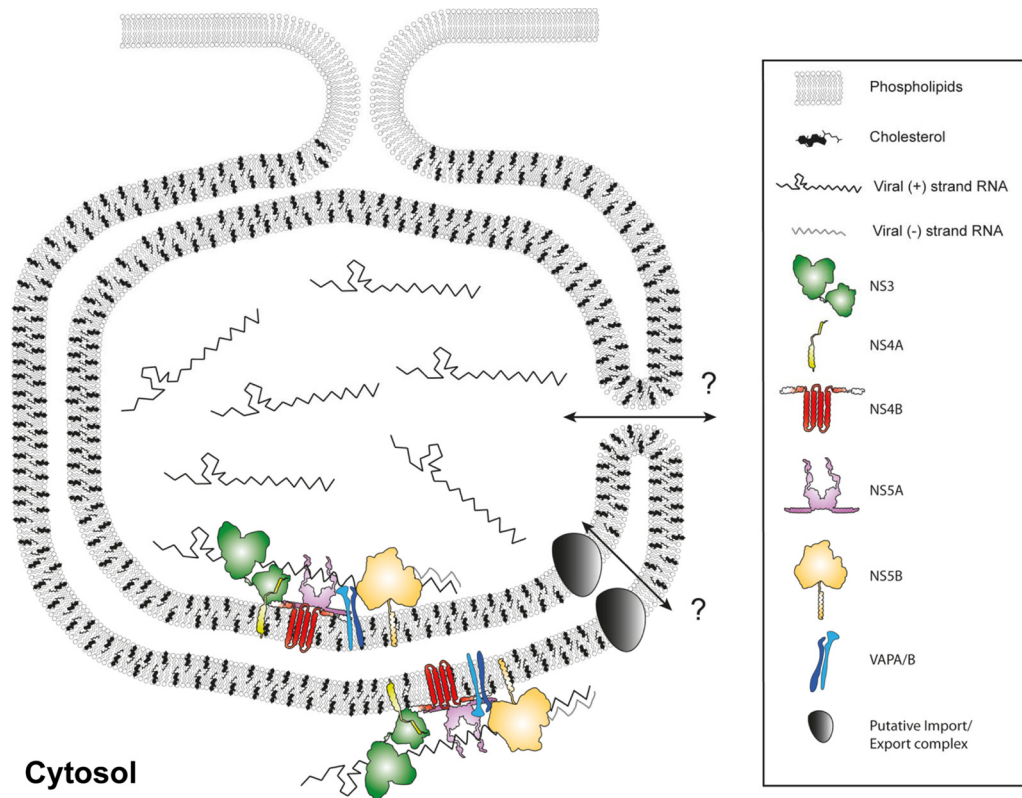 Phospholipids
Cholesterol
Viral (+) strand RNA
Viral (-) strand RNA
NS3
NS4A
?
NS4B
NS5A
NS5B
?
VAPA/B
Putative Import/
Export complex
Cytosol